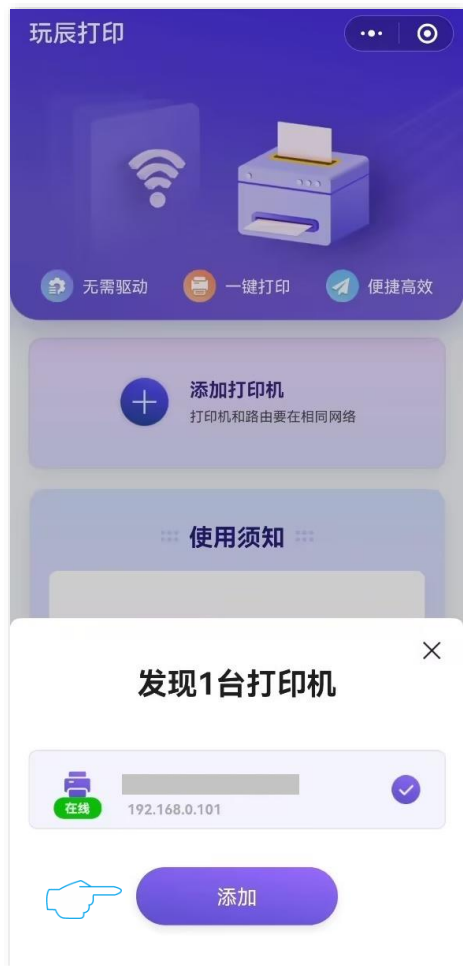 玩辰打印
无需驱动
一键打印
便捷高效
添加打印机
打印机和路由要在相同网络
使用须知
发现1台打印机
在线
192.168.0.101
添加